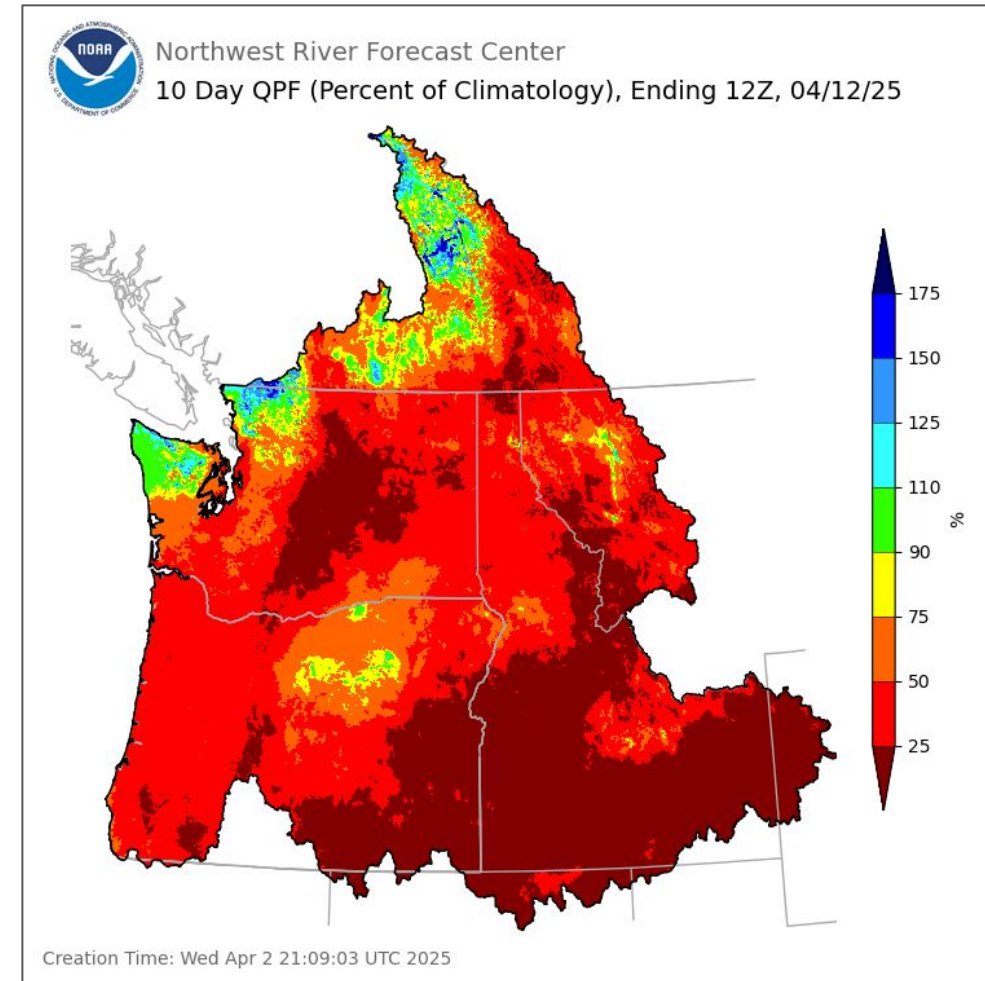 NATIONAL OCEANIC AND ATMOSPHERIC ADMINISTRATION
NOAA
U.S. DEPARTMENT OF COMMERCE
Northwest River Forecast Center
10 Day QPF (Percent of Climatology), Ending 12Z, 04/12/25
175
150
125
110
90
75
50
25
%
Creation Time: Wed Apr 2 21:09:03 UTC 2025